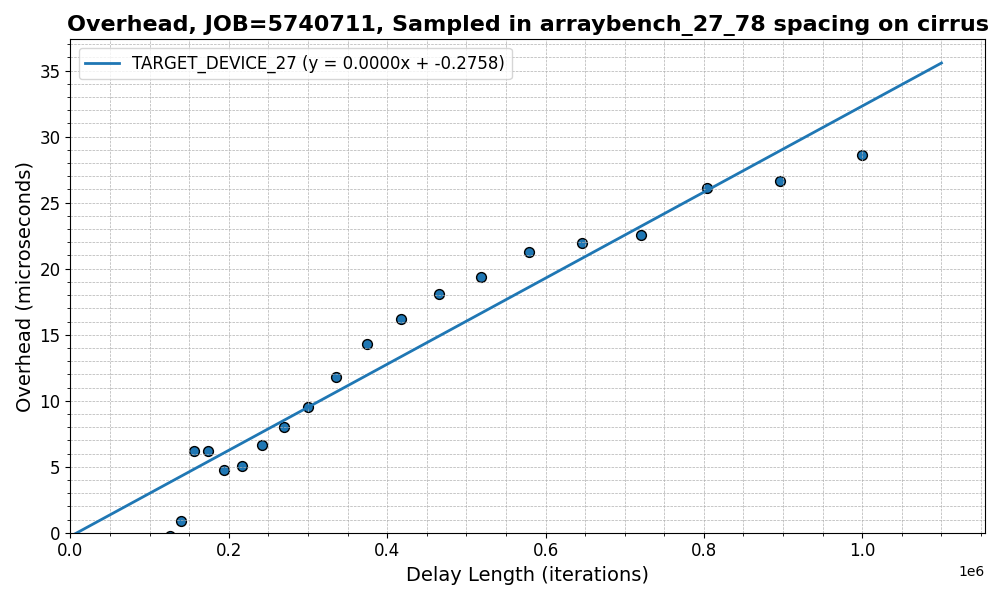 Overhead, JOB=5740711, Sampled in arraybench_27_78 spacing on cirrus
TARGET_DEVICE_27 (y = 0.0000x + -0.2758)
35
30
25
20
15
10
5
0
Overhead (microseconds)
0.0
0.2
0.4
0.6
0.8
1.0
1e6
Delay Length (iterations)